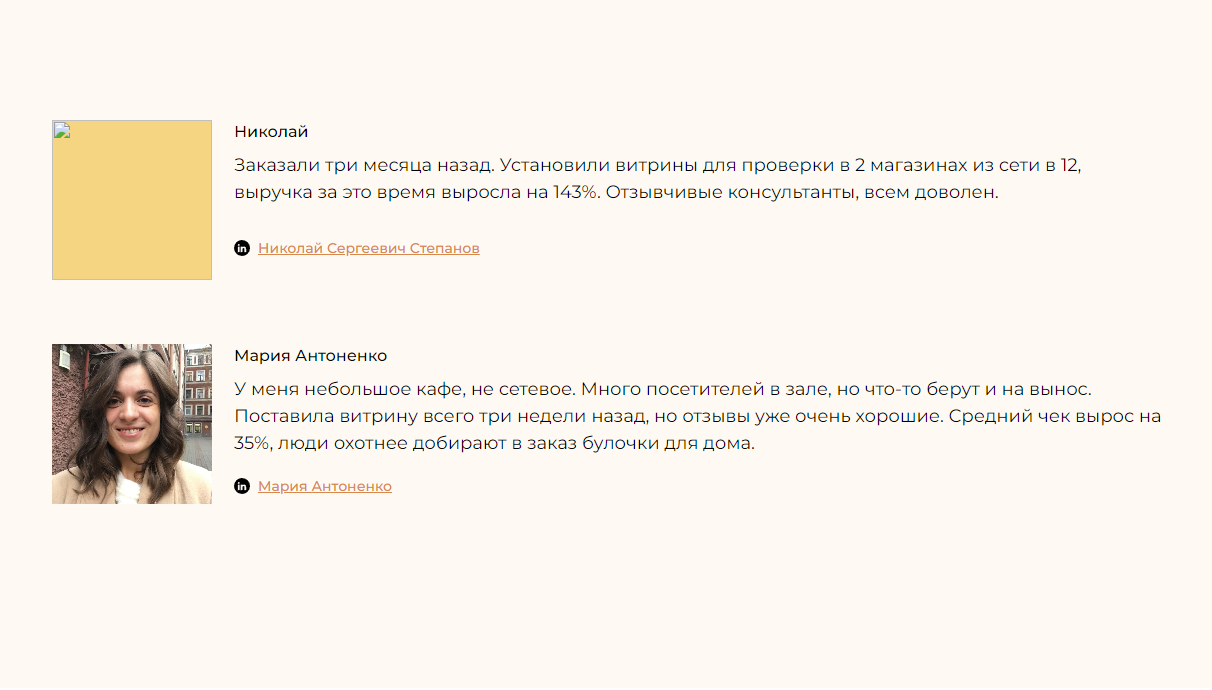 Николай
Заказали три месяца назад. Установили витрины для проверки в 2 магазинах из сети в 12,
выручка за это время выросла на 143%. Отзывчивые консультанты, всем доволен.
in Николай Сергеевич Степанов
Мария Антоненко
У меня небольшое кафе, не сетевое. Много посетителей в зале, но что-то берут и на вынос.
Поставила витрину всего три недели назад, но отзывы уже очень хорошие. Средний чек вырос на
35%, люди охотнее добирают в заказ булочки для дома.
in Мария Антоненко